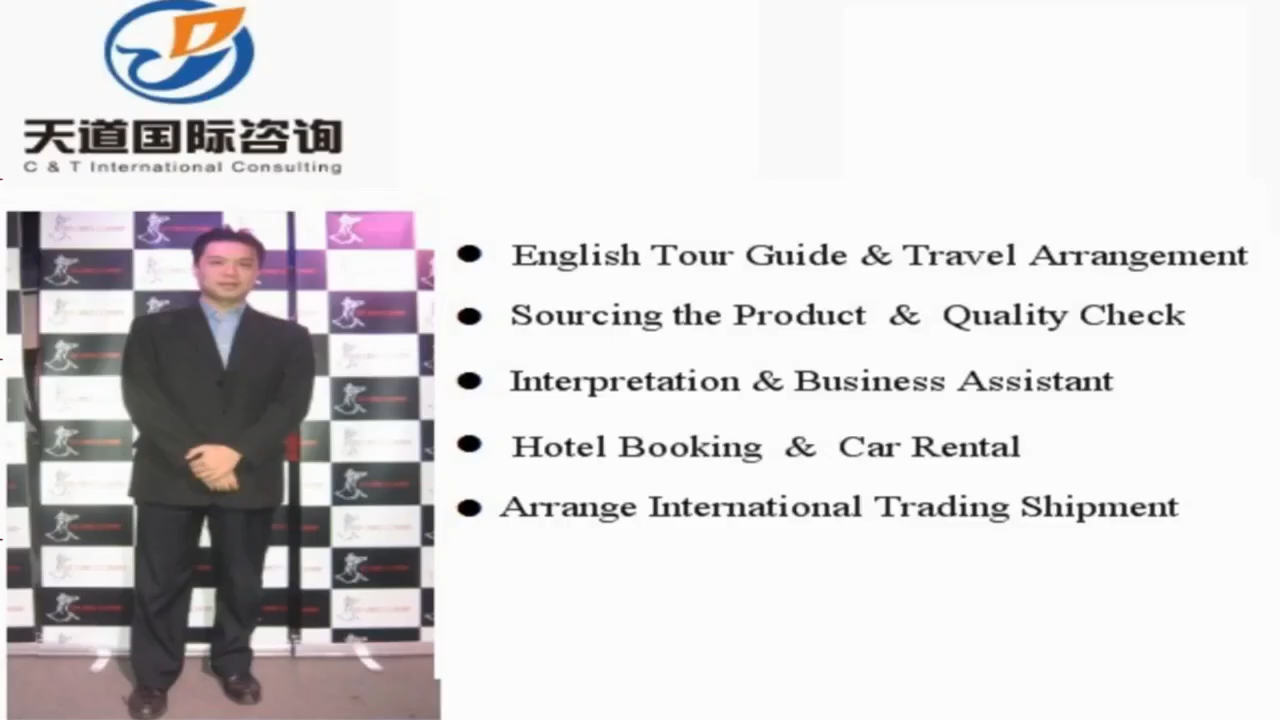 天道国际咨询
C & T International Consulting
● English Tour Guide & Travel Arrangement
● Sourcing the Product & Quality Check
● Interpretation & Business Assistant
● Hotel Booking & Car Rental
● Arrange International Trading Shipment